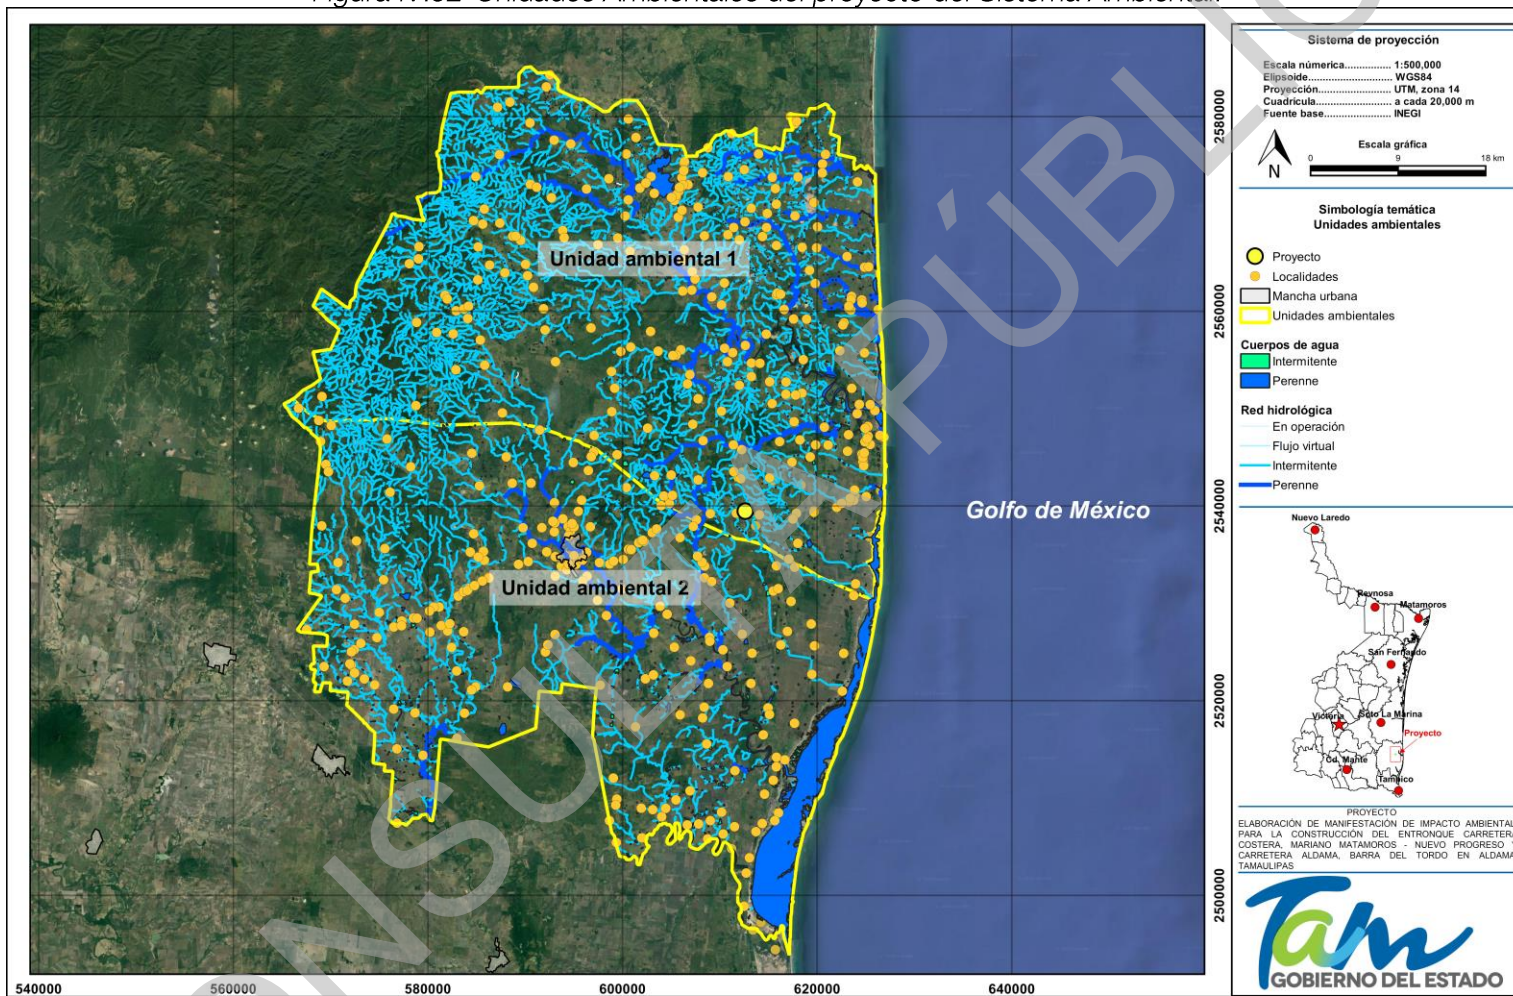 Figura IV.32 Unidades Ambientales del proyecto del Sistema Ambiental.
Unidad ambiental 1
Unidad ambiental 2
Golfo de México
540000
560000
580000
600000
620000
640000
2580000
2560000
2540000
2520000
2500000
CONSULTA PÚBLIC
Sistema de proyección
Escala númerica................ 1:500,000
Elipsoide........................... WGS84
Proyección....................... UTM, zona 14
Cuadrícula........................ a cada 20,000 m
Fuente base...................... INEGI
Escala gráfica
0 9 18 km
N
Simbología temática
Unidades ambientales
Proyecto
Localidades
Mancha urbana
Unidades ambientales
Cuerpos de agua
Intermitente
Perenne
Red hidrológica
En operación
Flujo virtual
Intermitente
Perenne
Nuevo Laredo
Reynosa
Matamoros
San Fernando
Victoria
Soto La Marina
Proyecto
Cd. Mante
Tampico
PROYECTO
ELABORACIÓN DE MANIFESTACIÓN DE IMPACTO AMBIENTAL
PARA LA CONSTRUCCIÓN DEL ENTRONQUE CARRETERA
COSTERA, MARIANO MATAMOROS - NUEVO PROGRESO Y
CARRETERA ALDAMA, BARRA DEL TORDO EN ALDAMA,
TAMAULIPAS
Tam
GOBIERNO DEL ESTADO